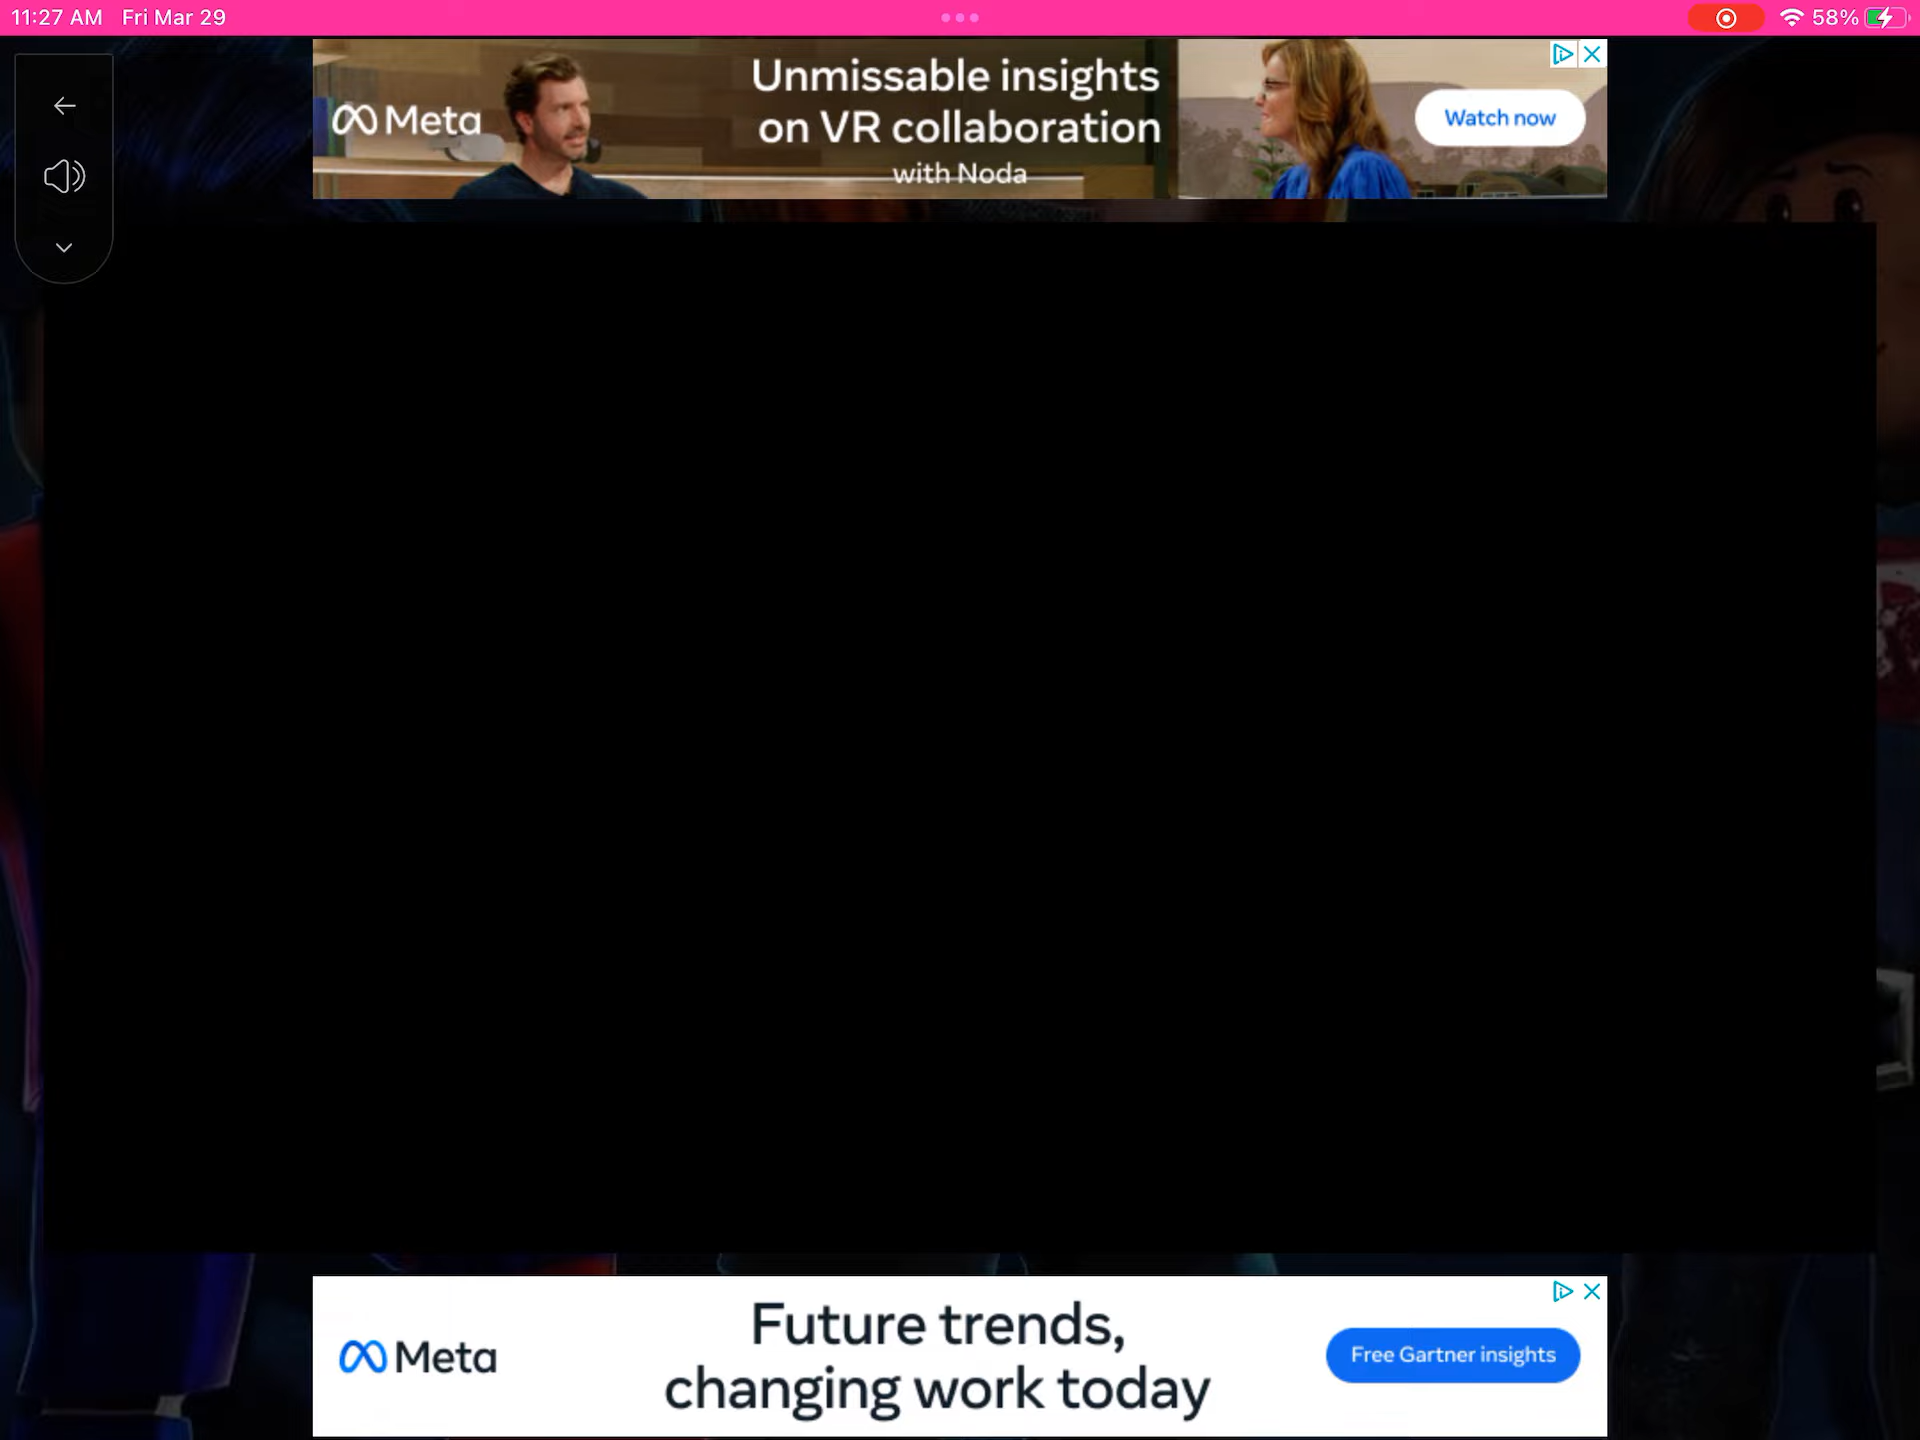 11:27 AM Fri Mar 29
58%
Meta
Unmissable insights
on VR collaboration
with Noda
Watch now
Meta
Future trends,
changing work today
Free Gartner insights